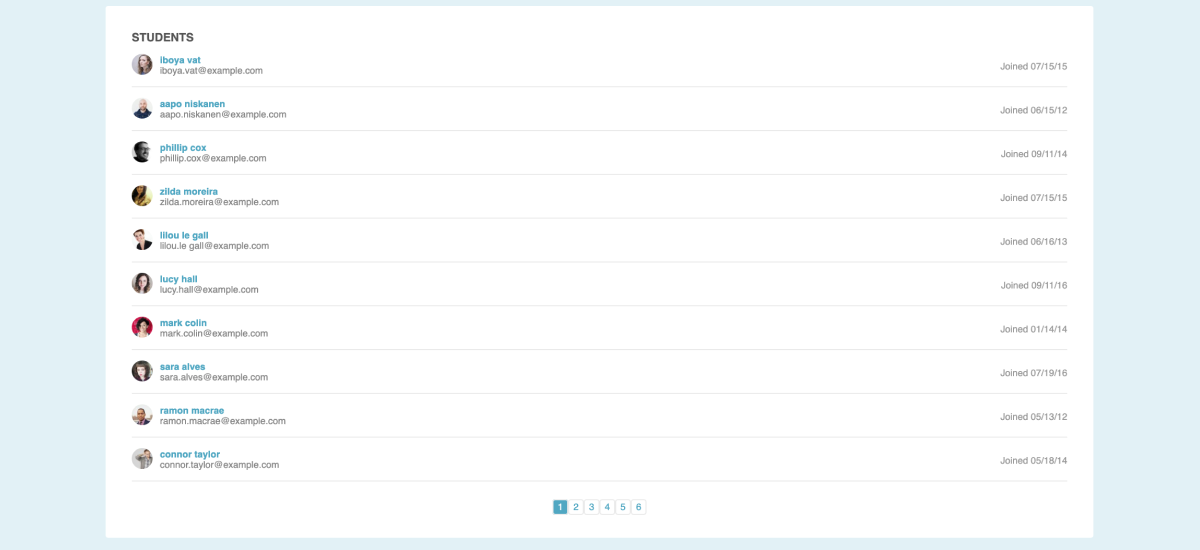 STUDENTS
iboya vat
iboya.vat@example.com
Joined 07/15/15
aapo niskanen
aapo.niskanen@example.com
Joined 06/15/12
phillip cox
phillip.cox@example.com
Joined 09/11/14
zilda moreira
zilda.moreira@example.com
Joined 07/15/15
lilou le gall
lilou.le gall@example.com
Joined 06/16/13
lucy hall
lucy.hall@example.com
Joined 09/11/16
mark colin
mark.colin@example.com
Joined 01/14/14
sara alves
sara.alves@example.com
Joined 07/19/16
ramon macrae
ramon.macrae@example.com
Joined 05/13/12
connor taylor
connor.taylor@example.com
Joined 05/18/14
1 2 3 4 5 6